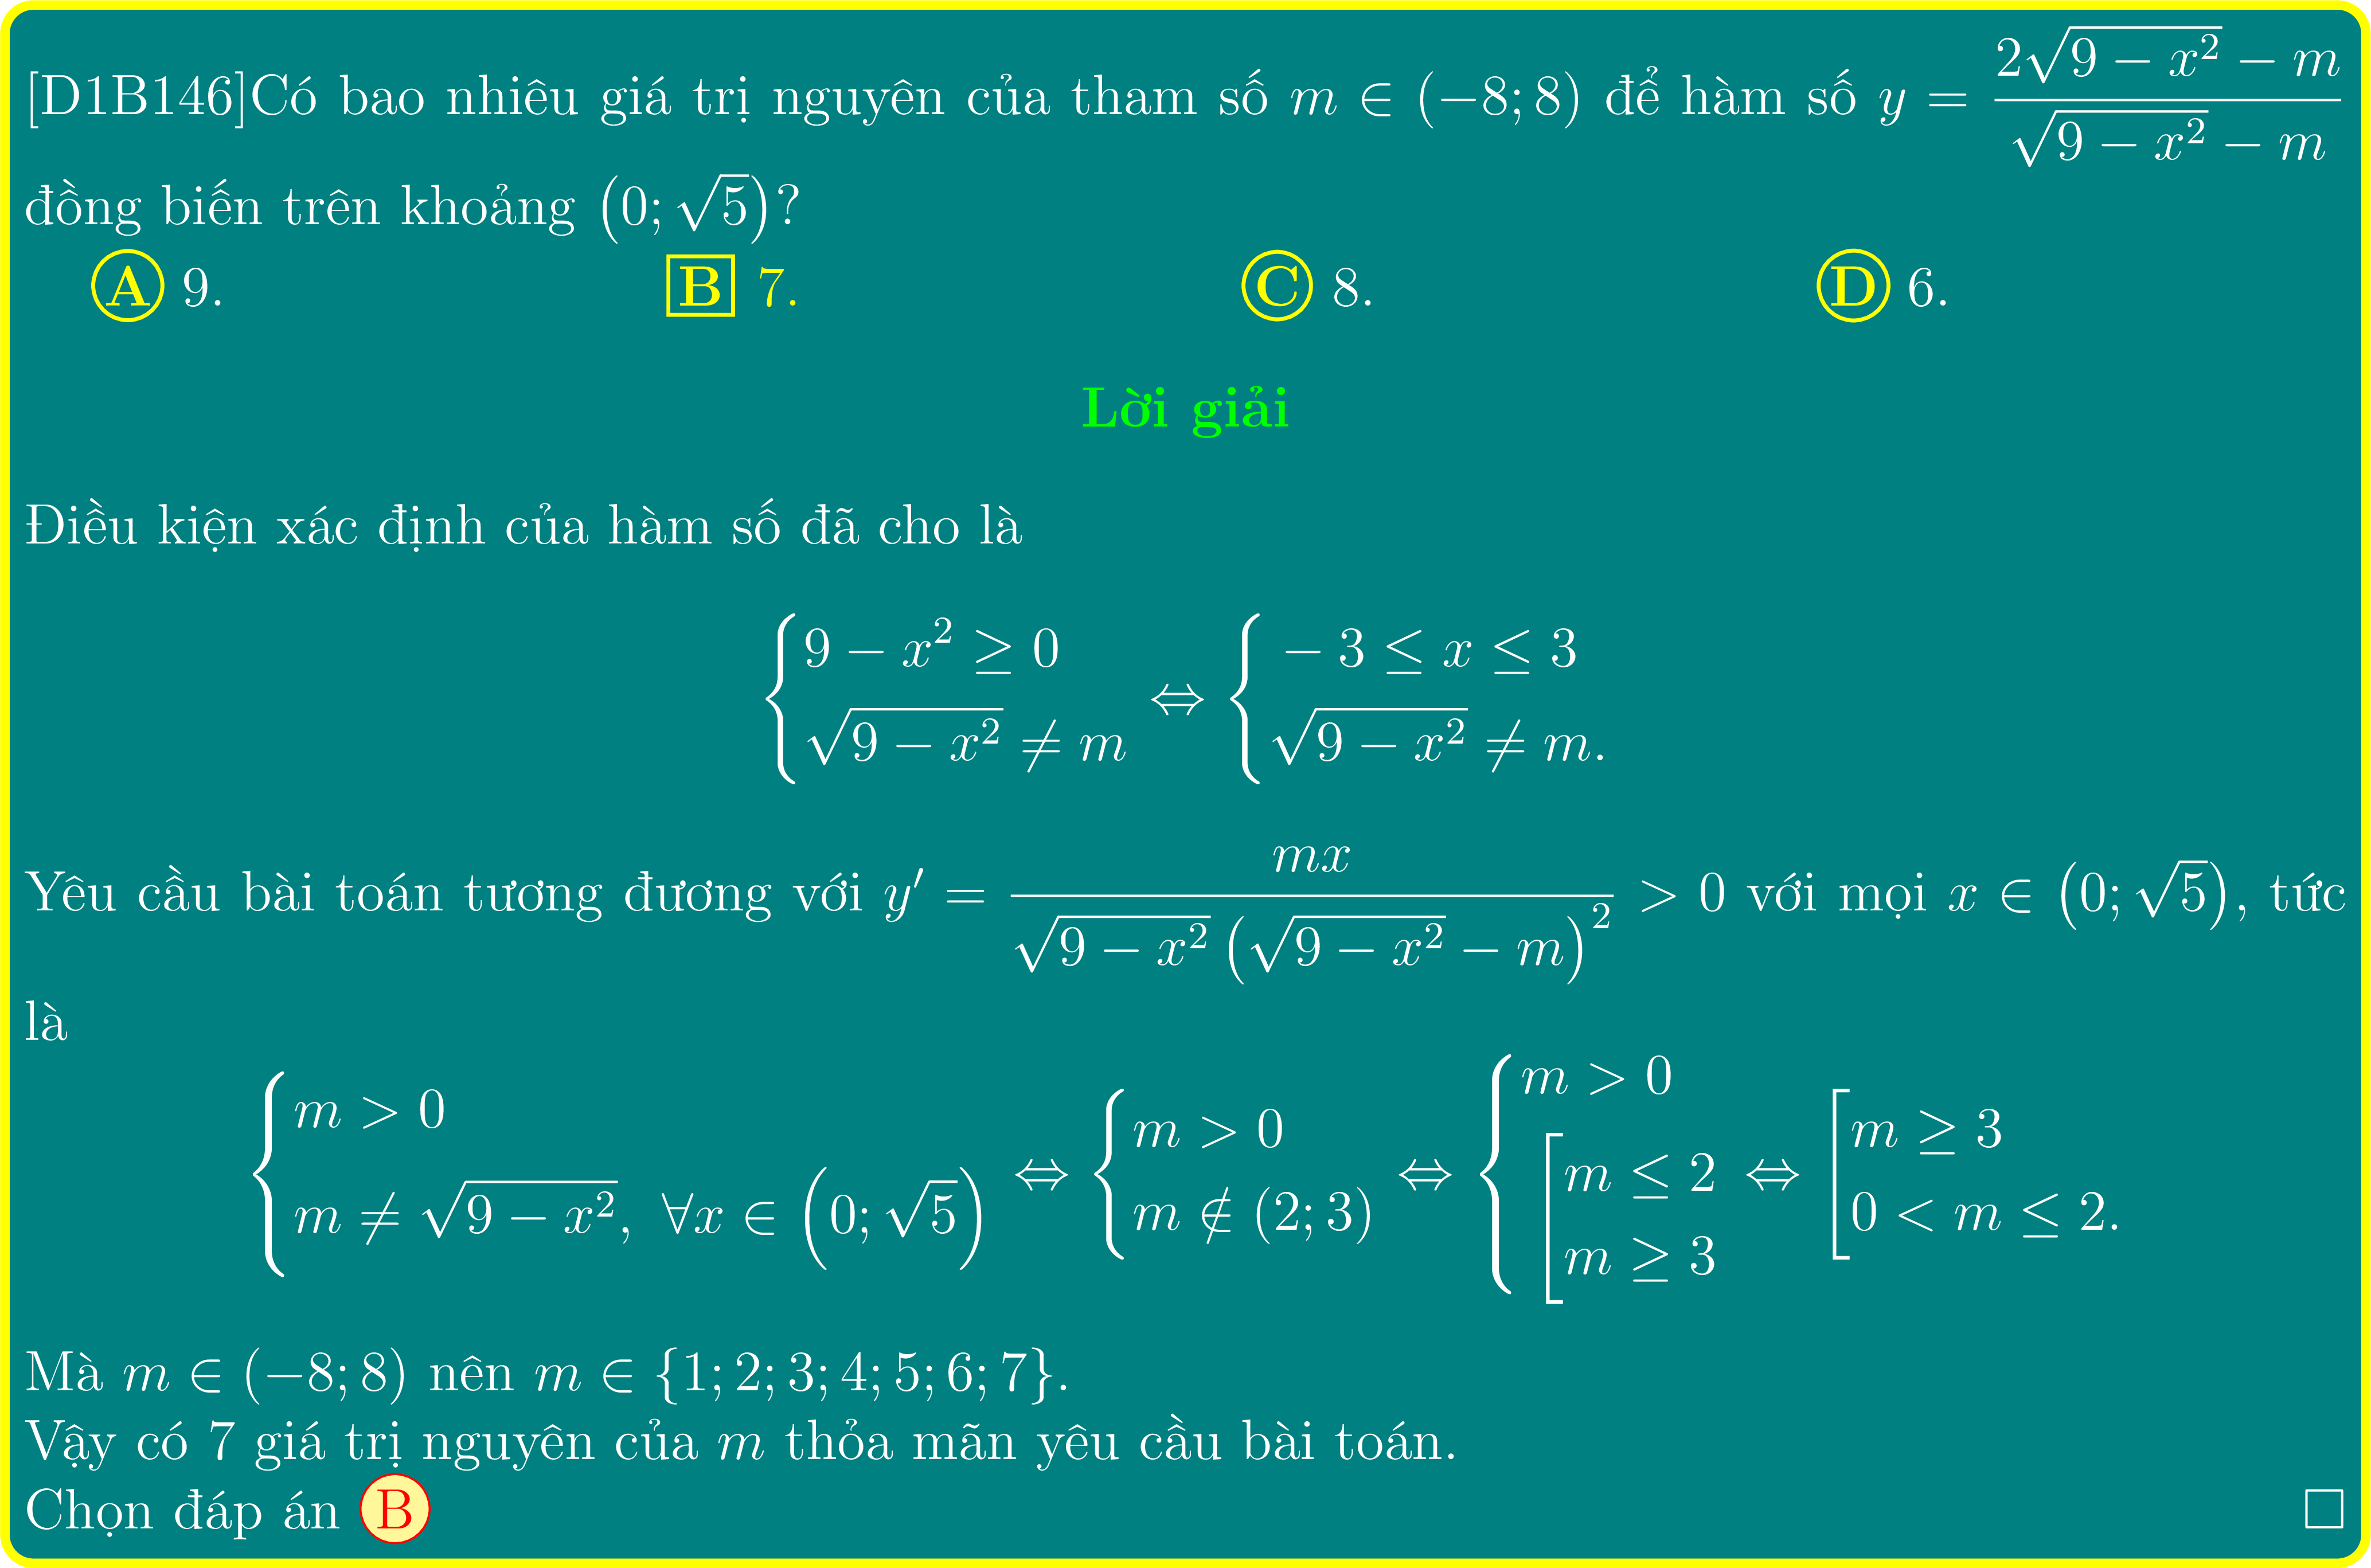 [D1B146]Có bao nhiêu giá trị nguyên của tham số $m \in (-8; 8)$ để hàm số $y = \dfrac{2\sqrt{9 - x^2} - m}{\sqrt{9 - x^2} - m}$
đồng biến trên khoảng $\left(0; \sqrt{5}\right)$?
A 9. B 7. C 8. D 6.
Lời giải
Điều kiện xác định của hàm số đã cho là
$\begin{cases} 9 - x^2 \geq 0 \\ \sqrt{9 - x^2} \neq m \end{cases} \Leftrightarrow \begin{cases} -3 \leq x \leq 3 \\ \sqrt{9 - x^2} \neq m. \end{cases}$
Yêu cầu bài toán tương đương với $y' = \dfrac{mx}{\sqrt{9 - x^2}\left(\sqrt{9 - x^2} - m\right)^2} > 0$ với mọi $x \in \left(0; \sqrt{5}\right)$, tức
là
$\begin{cases} m > 0 \\ m \neq \sqrt{9 - x^2},\ \forall x \in \left(0; \sqrt{5}\right) \end{cases} \Leftrightarrow \begin{cases} m > 0 \\ m \notin (2; 3) \end{cases} \Leftrightarrow \begin{cases} m > 0 \\ \left[\begin{array}{l} m \leq 2 \\ m \geq 3 \end{array}\right. \end{cases} \Leftrightarrow \left[\begin{array}{l} m \geq 3 \\ 0 < m \leq 2. \end{array}\right.$
Mà $m \in (-8; 8)$ nên $m \in \{1; 2; 3; 4; 5; 6; 7\}$.
Vậy có 7 giá trị nguyên của $m$ thỏa mãn yêu cầu bài toán.
Chọn đáp án B □